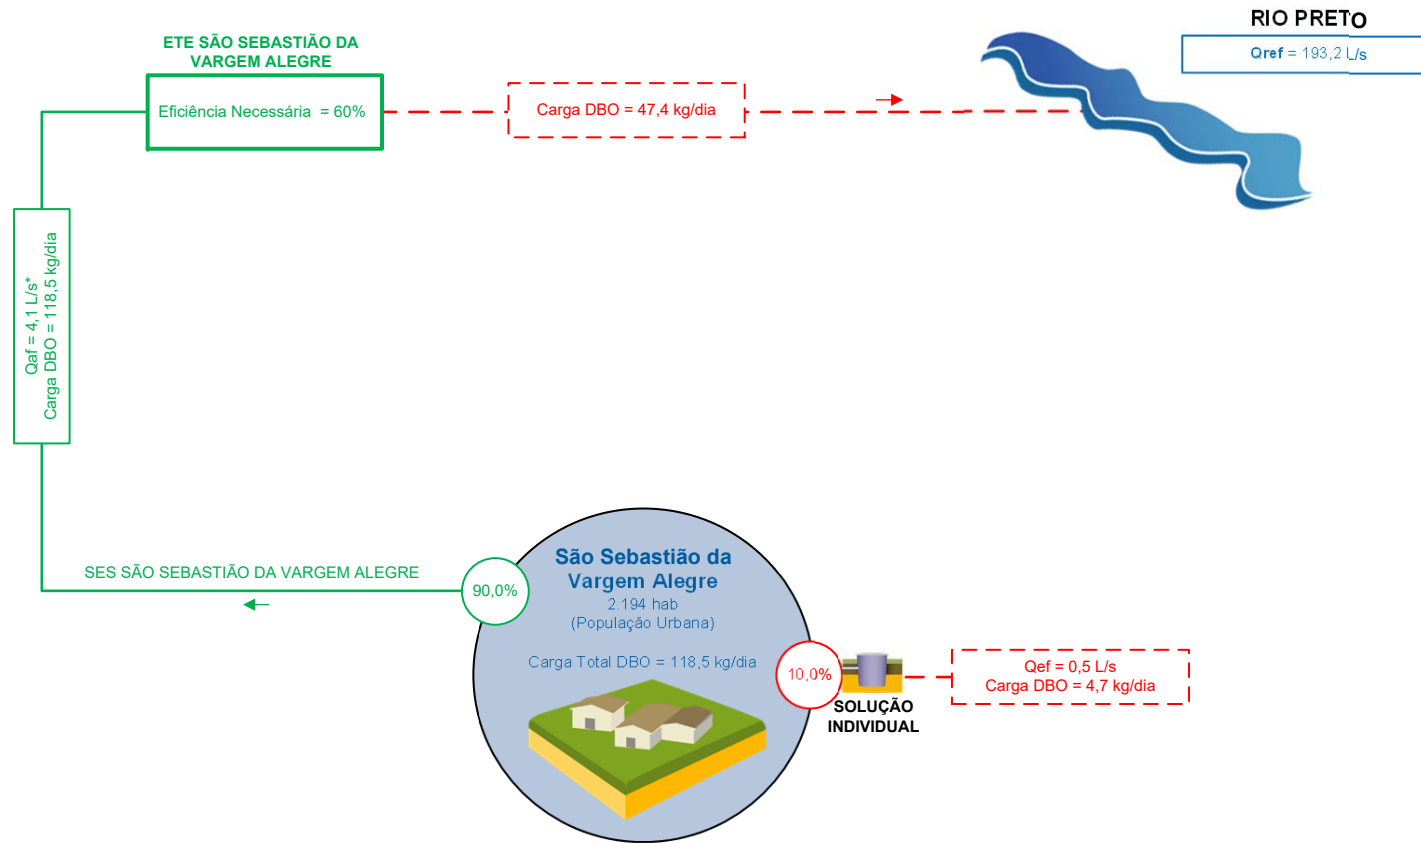 RIO PRETO
Qref = 193,2 L/s
ETE SÃO SEBASTIÃO DA
VARGEM ALEGRE
Eficiência Necessária = 60%
Carga DBO = 47,4 kg/dia
Qaf = 4,1 L/s*
Carga DBO = 118,5 kg/dia
SES SÃO SEBASTIÃO DA VARGEM ALEGRE
90,0%
São Sebastião da
Vargem Alegre
2.194 hab
(População Urbana)
Carga Total DBO = 118,5 kg/dia
10,0%
SOLUÇÃO
INDIVIDUAL
Qef = 0,5 L/s
Carga DBO = 4,7 kg/dia